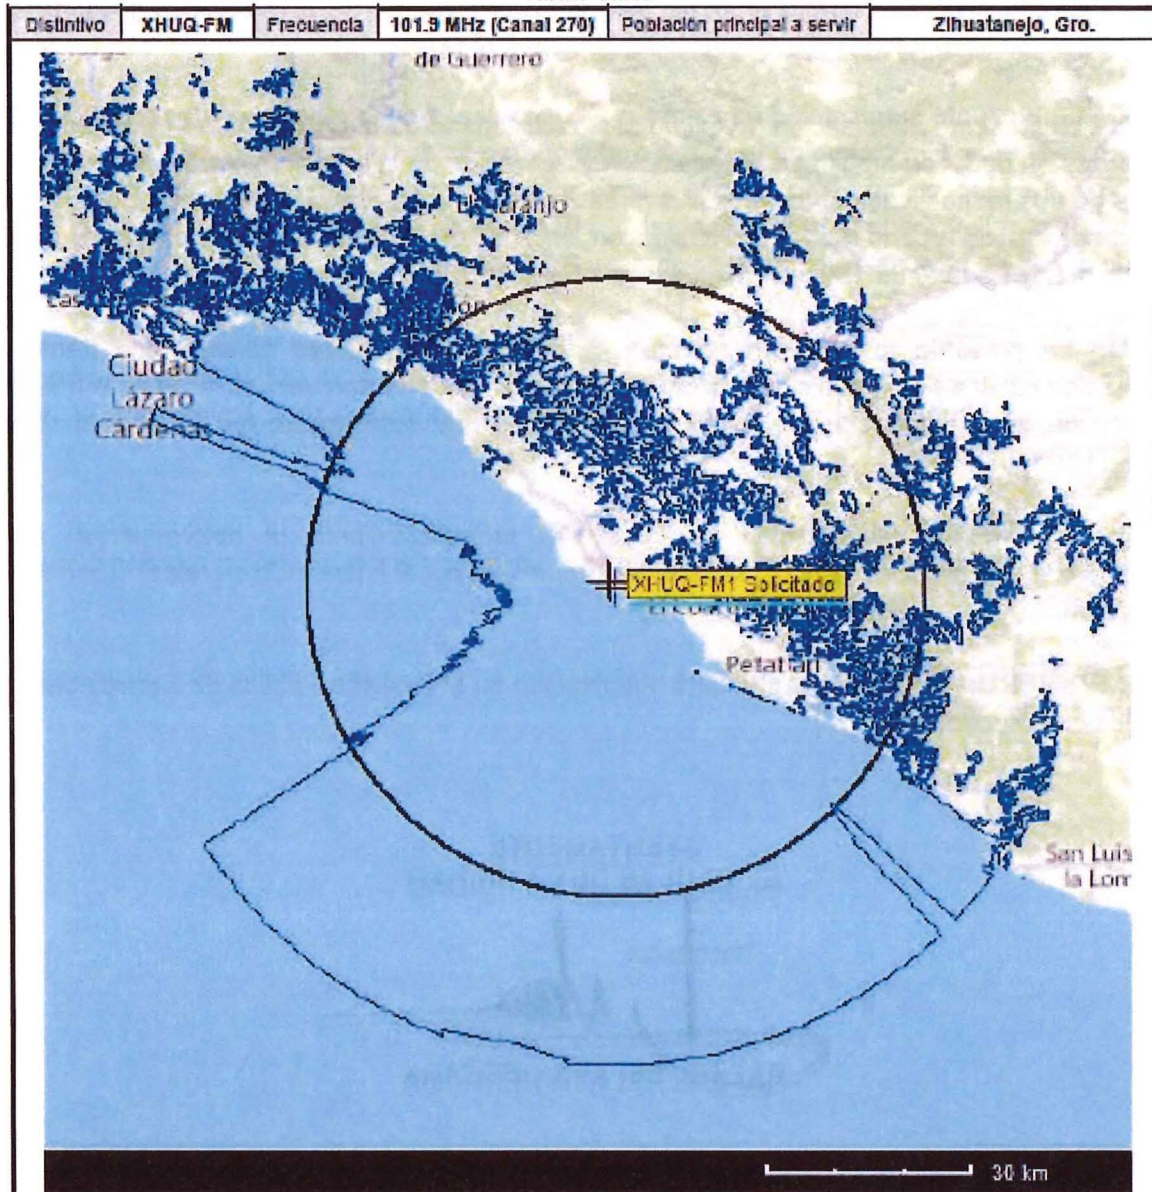 Distintivo XHUQ-FM Frecuencia 101.9 MHz (Canal 270) Población principal a servir Zihuatanejo, Gro.
de Guerrero
Ciudad
Lázaro
Cárdenas
XHUQ-FM1 Solicitado
Petatlán
San Luis
la Lom
30 km